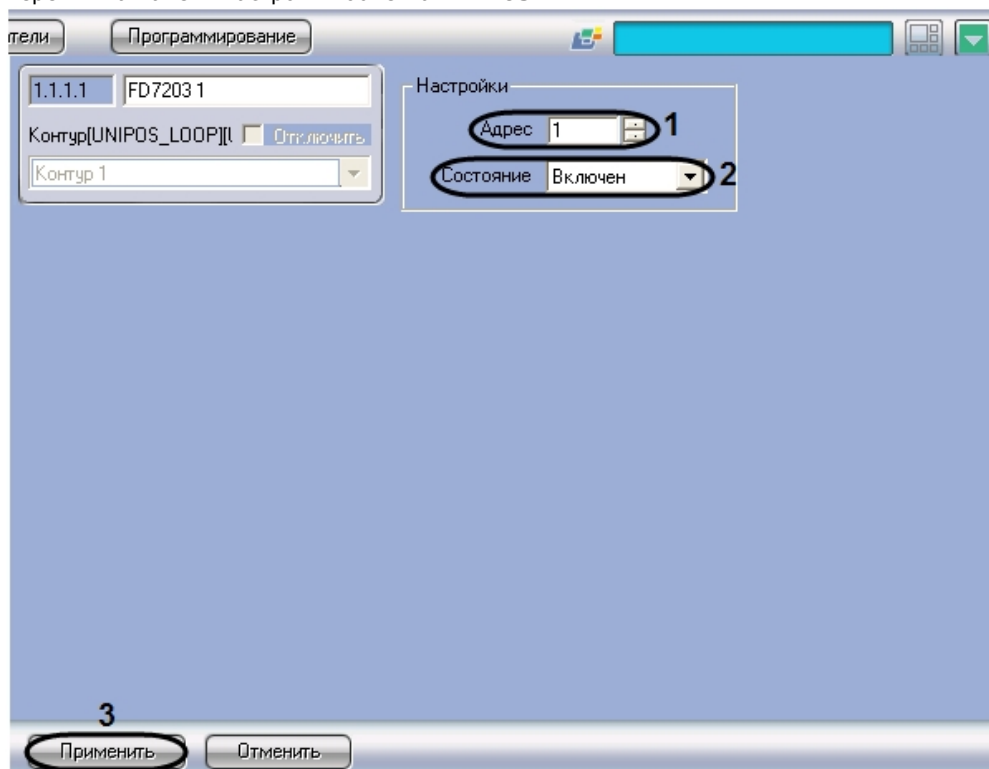 тели
Программирование
1.1.1.1
FD7203 1
Контур[UNIPOS_LOOP][
Отключить
Контур 1
Настройки
Адрес
1
1
Состояние
Включен
2
3
Применить
Отменить